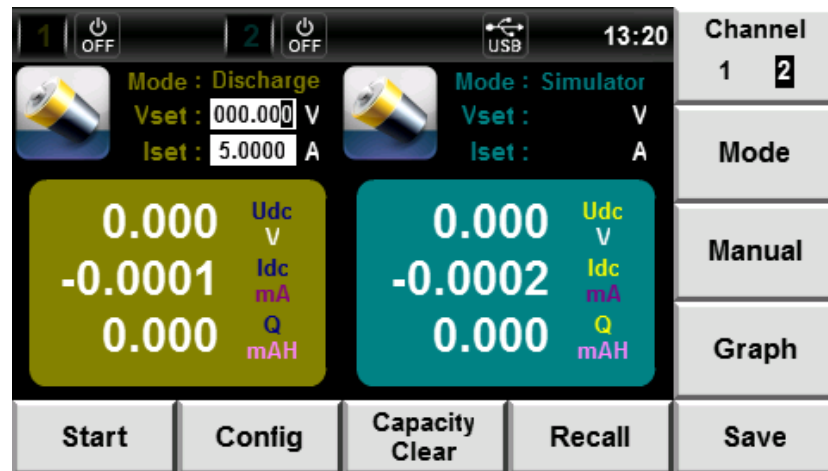 1 OFF 2 OFF USB 13:20
Mode : Discharge
Vset : 000.000 V
Iset : 5.0000 A
Mode : Simulator
Vset : V
Iset : A
0.000 Udc V
-0.0001 Idc mA
0.000 Q mAH
0.000 Udc V
-0.0002 Idc mA
0.000 Q mAH
Channel
1 2
Mode
Manual
Graph
Start Config Capacity Clear Recall Save